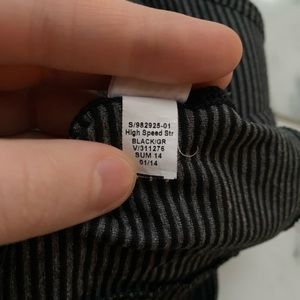 S/982925-01
High Speed Str
BLACK/GR
V/311276
SUM 14
01/14